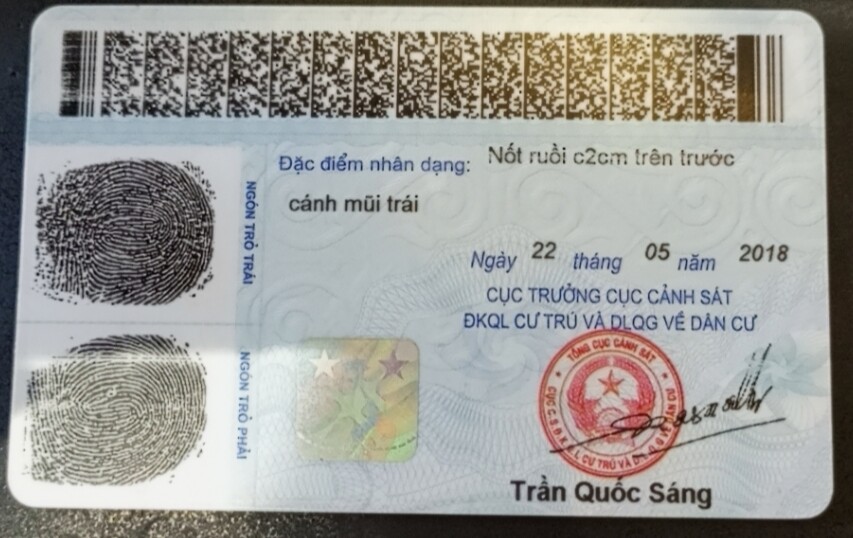 Đặc điểm nhân dạng: Nốt ruồi c2cm trên trước
cánh mũi trái
NGÓN TRỎ TRÁI
Ngày 22 tháng 05 năm 2018
CỤC TRƯỞNG CỤC CẢNH SÁT
ĐKQL CƯ TRÚ VÀ DLQG VỀ DÂN CƯ
NGÓN TRỎ PHẢI
TỔNG CỤC CẢNH SÁT
Trần Quốc Sáng